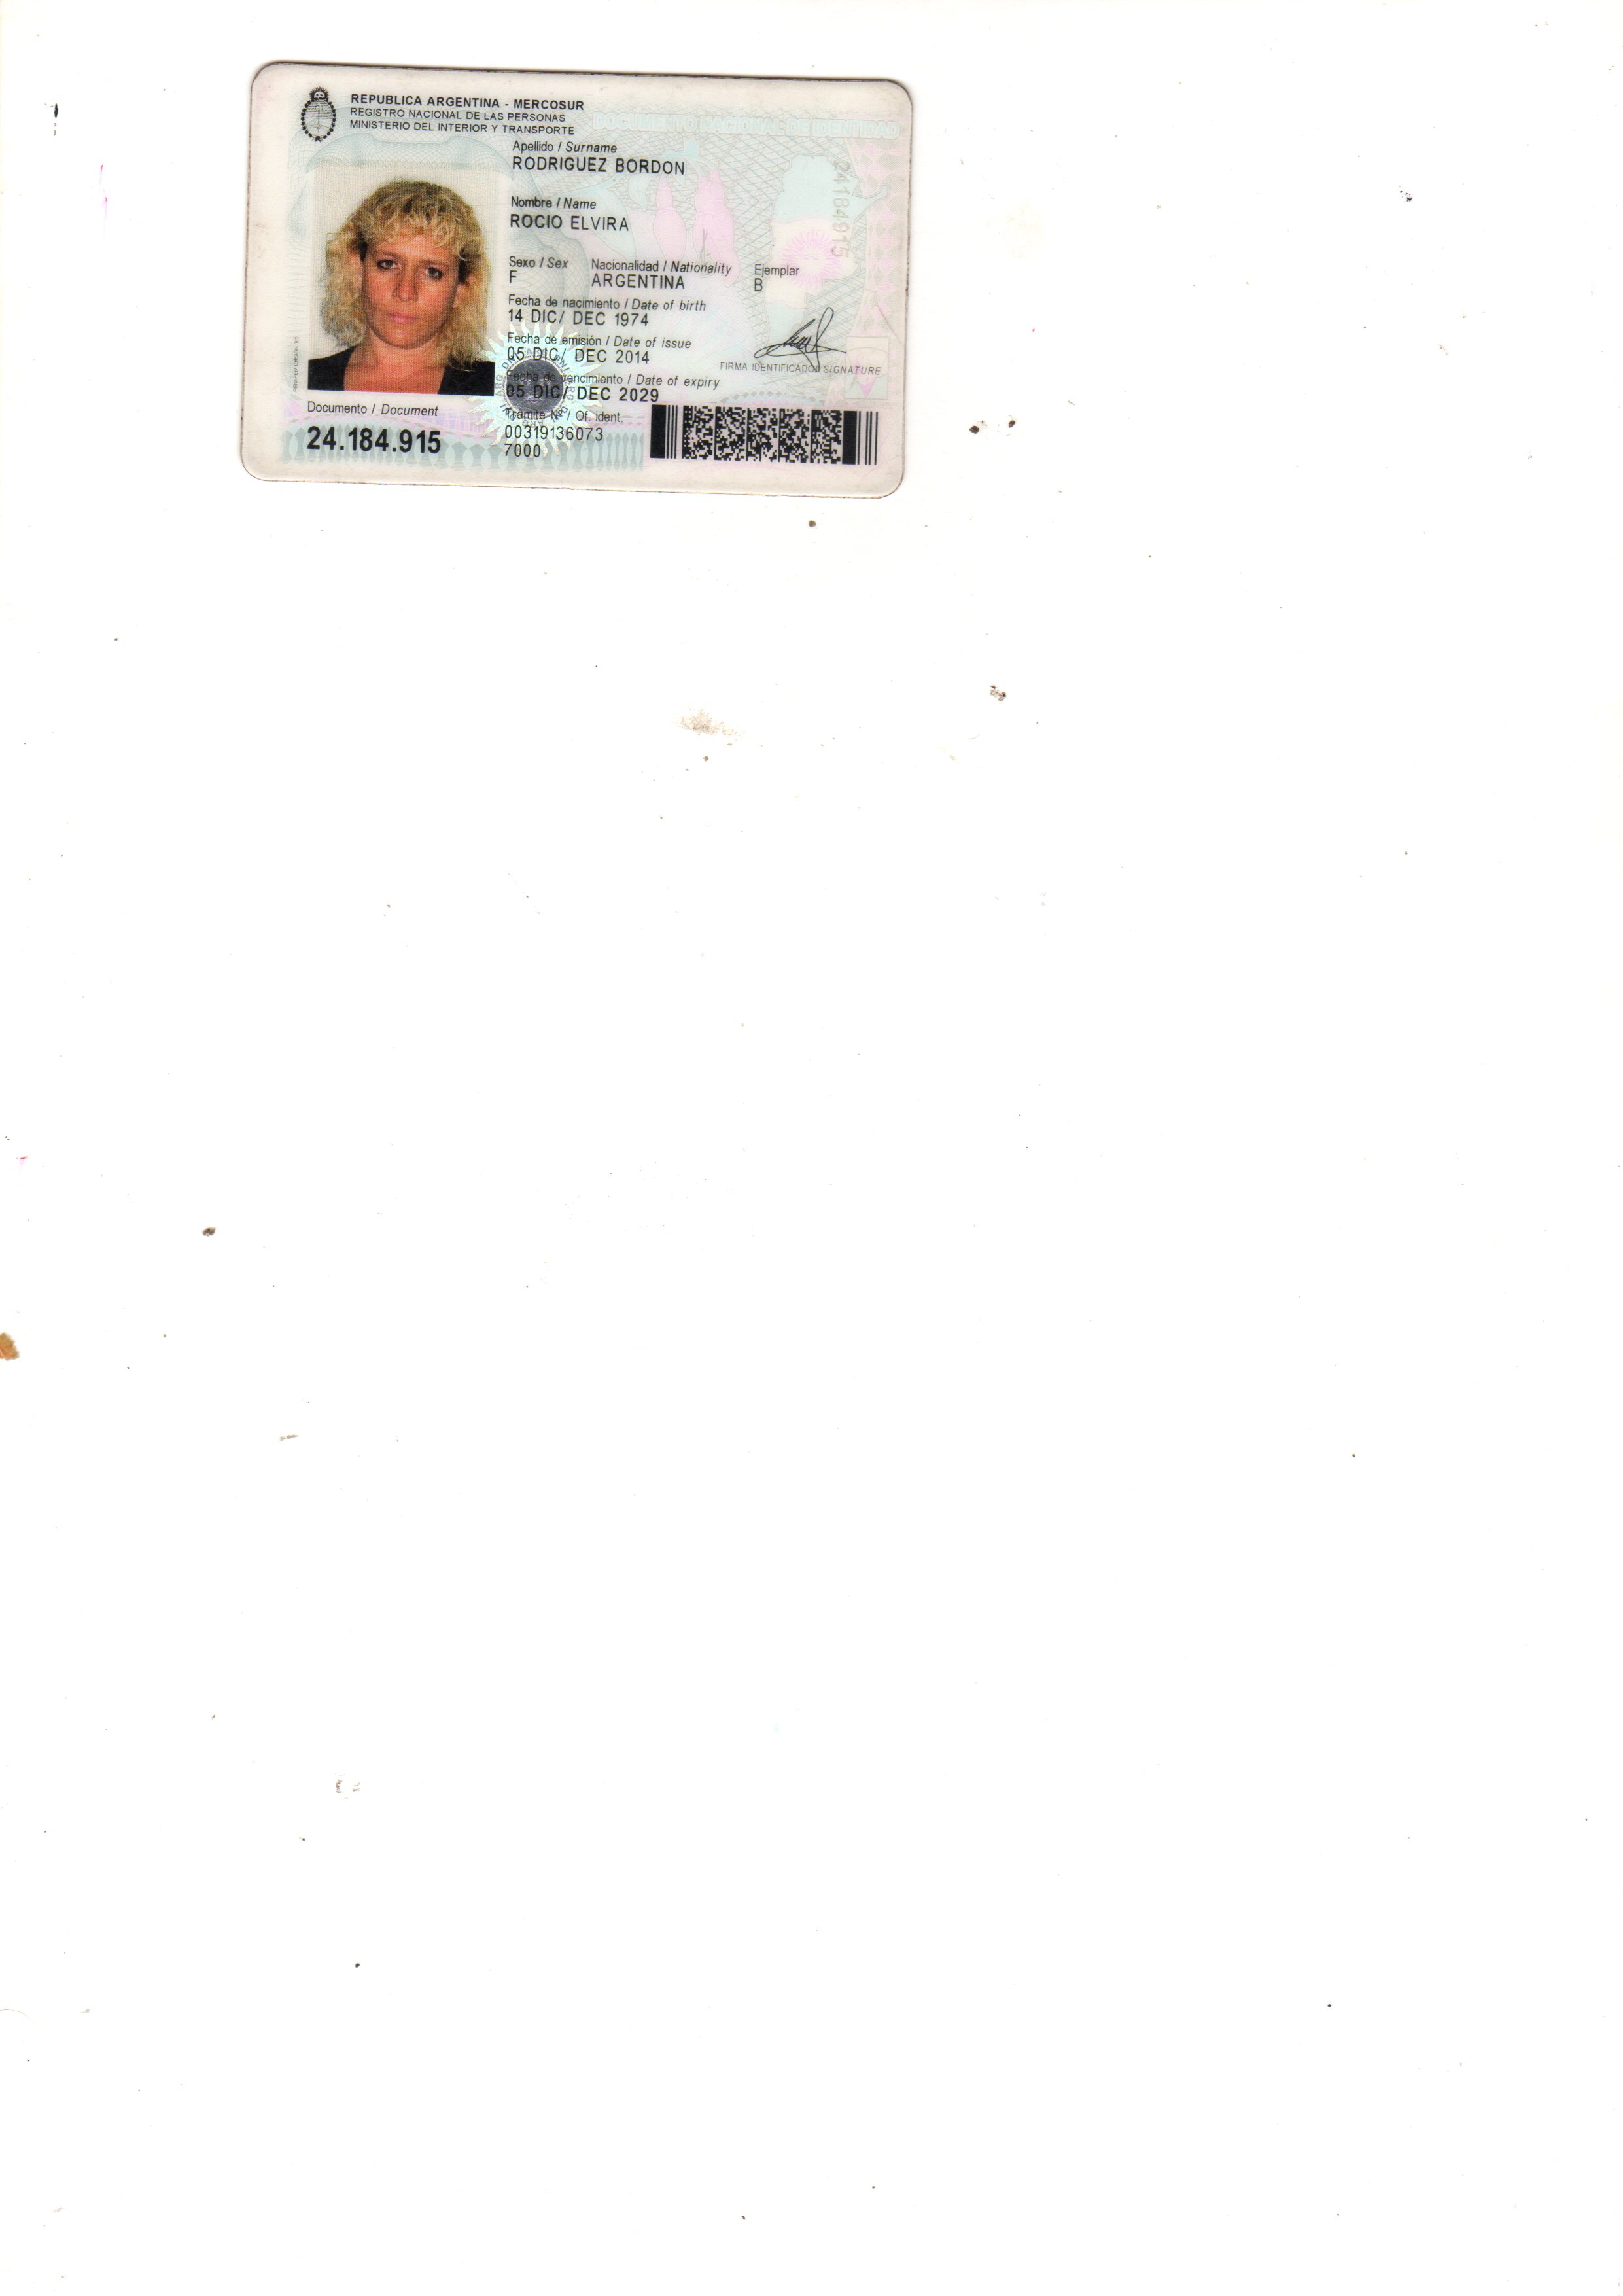 REPUBLICA ARGENTINA - MERCOSUR
REGISTRO NACIONAL DE LAS PERSONAS
MINISTERIO DEL INTERIOR Y TRANSPORTE
DOCUMENTO NACIONAL DE IDENTIDAD
Apellido / Surname
RODRIGUEZ BORDON
Nombre / Name
ROCIO ELVIRA
24184915
Sexo / Sex Nacionalidad / Nationality Ejemplar
F ARGENTINA B
Fecha de nacimiento / Date of birth
14 DIC/ DEC 1974
Fecha de emisión / Date of issue
05 DIC/ DEC 2014
FIRMA IDENTIFICADO/ SIGNATURE
Fecha de vencimiento / Date of expiry
05 DIC/ DEC 2029
Documento / Document
24.184.915
Trámite Nº / Of. ident.
00319136073
7000